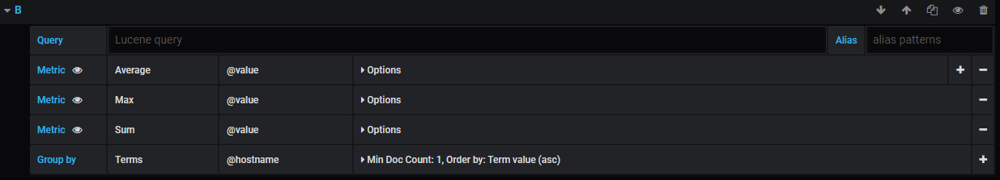 B
Query Lucene query Alias alias patterns
Metric Average @value Options
Metric Max @value Options
Metric Sum @value Options
Group by Terms @hostname Min Doc Count: 1, Order by: Term value (asc)